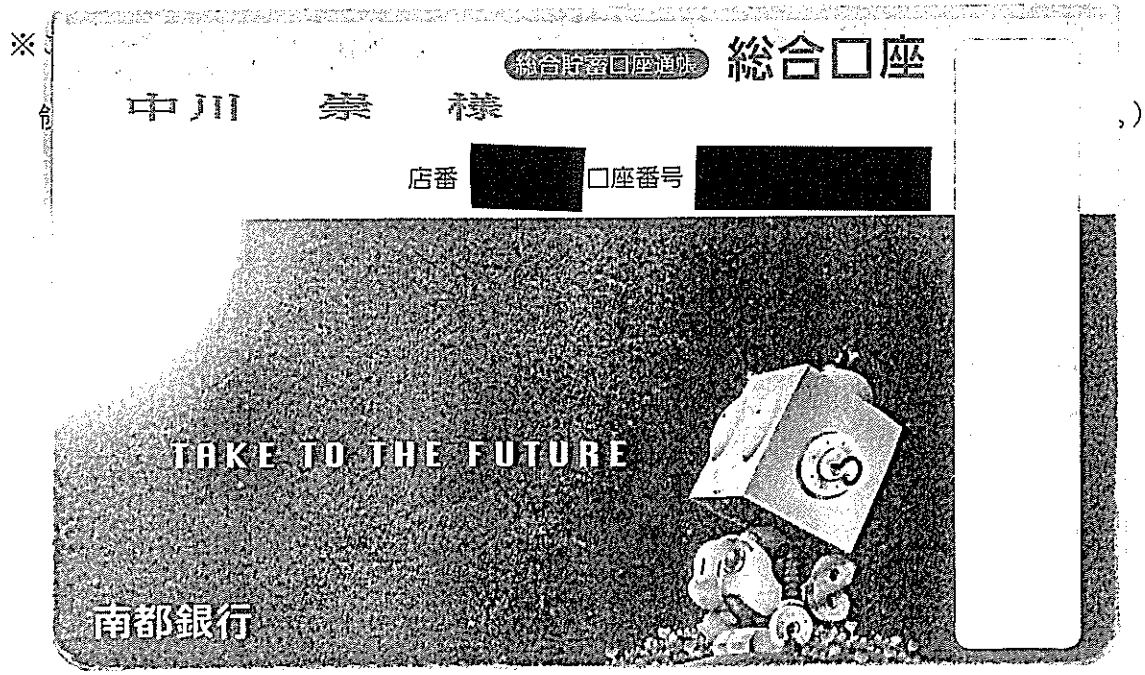 ※
総合貯蓄口座通帳 総合口座
中川 崇 様
店番 口座番号
TAKE TO THE FUTURE
南都銀行